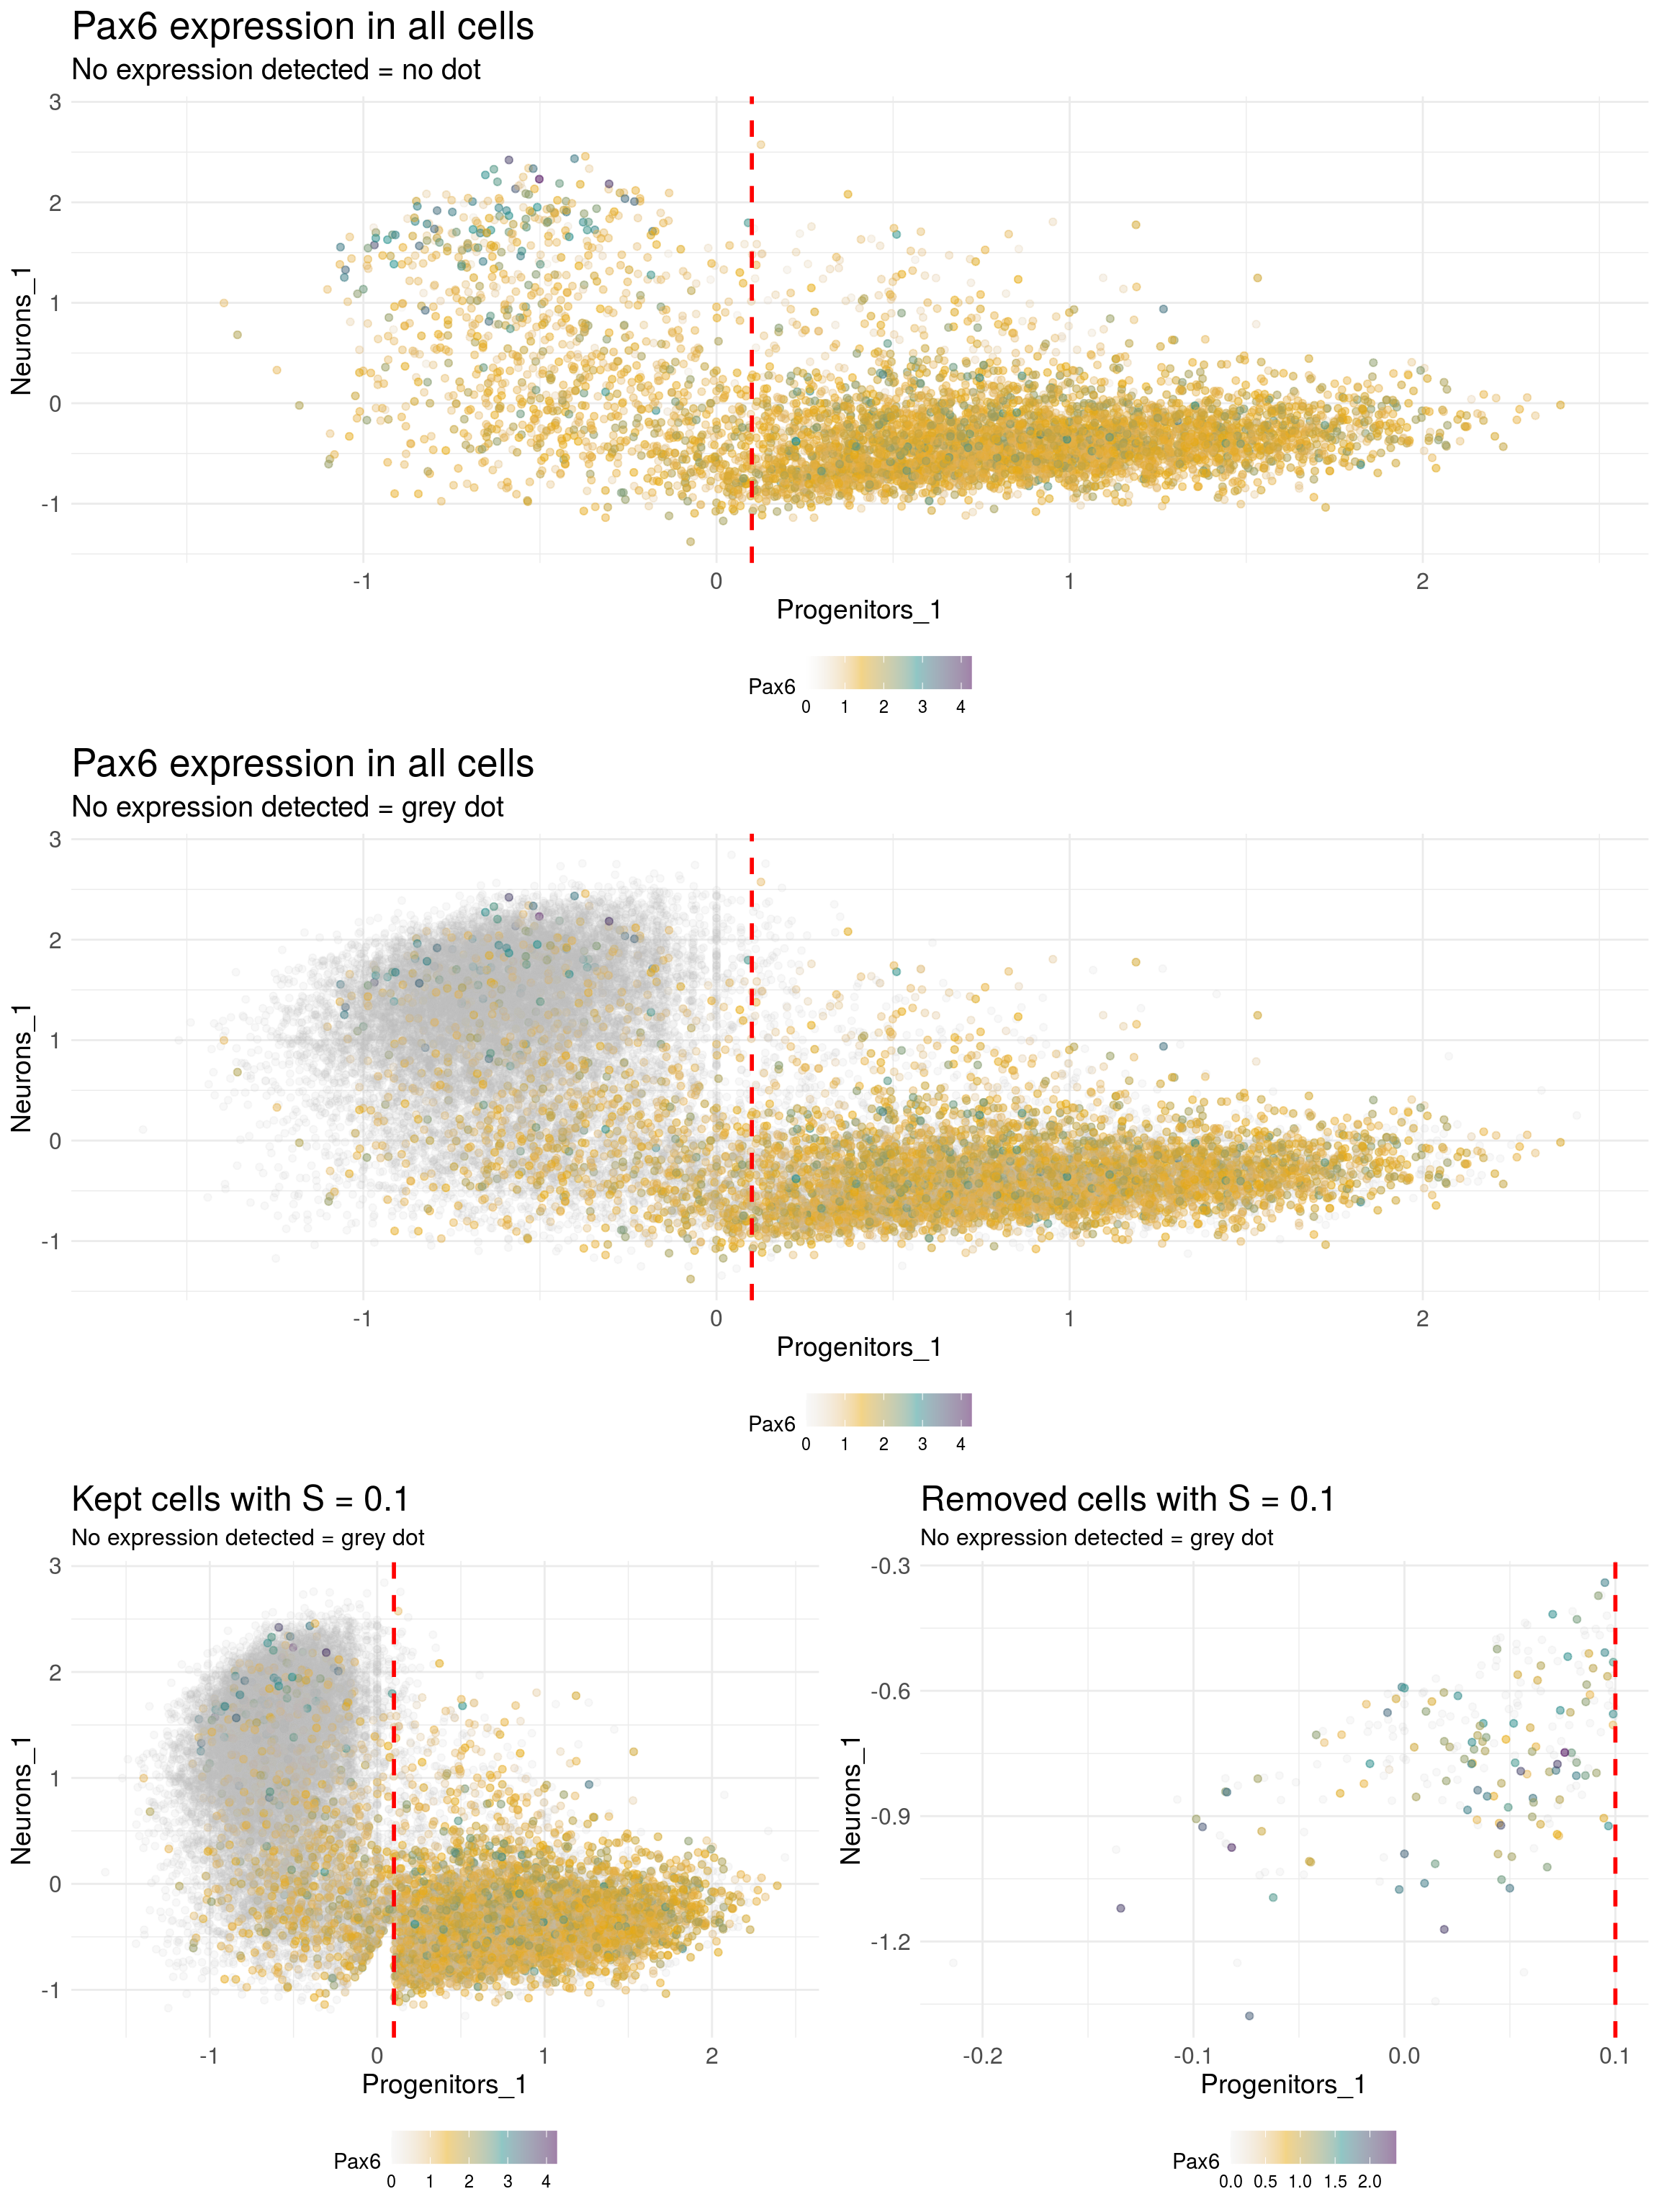 Pax6 expression in all cells
No expression detected = no dot
3
2
1
0
-1
Neurons_1
-1 0 1 2
Progenitors_1
Pax6
0 1 2 3 4
Pax6 expression in all cells
No expression detected = grey dot
3
2
1
0
-1
Neurons_1
-1 0 1 2
Progenitors_1
Pax6
0 1 2 3 4
Kept cells with S = 0.1
No expression detected = grey dot
3
2
1
0
-1
Neurons_1
-1 0 1 2
Progenitors_1
Pax6
0 1 2 3 4
Removed cells with S = 0.1
No expression detected = grey dot
-0.3
-0.6
-0.9
-1.2
Neurons_1
-0.2 -0.1 0.0 0.1
Progenitors_1
Pax6
0.0 0.5 1.0 1.5 2.0